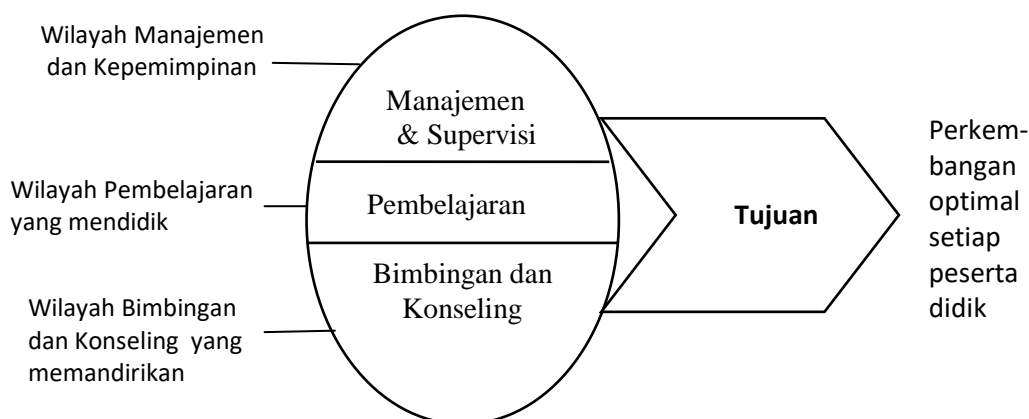 Wilayah Manajemen
dan Kepemimpinan
Wilayah Pembelajaran
yang mendidik
Wilayah Bimbingan
dan Konseling yang
memandirikan
Manajemen
& Supervisi
Pembelajaran
Bimbingan dan
Konseling
Tujuan
Perkem-
bangan
optimal
setiap
peserta
didik